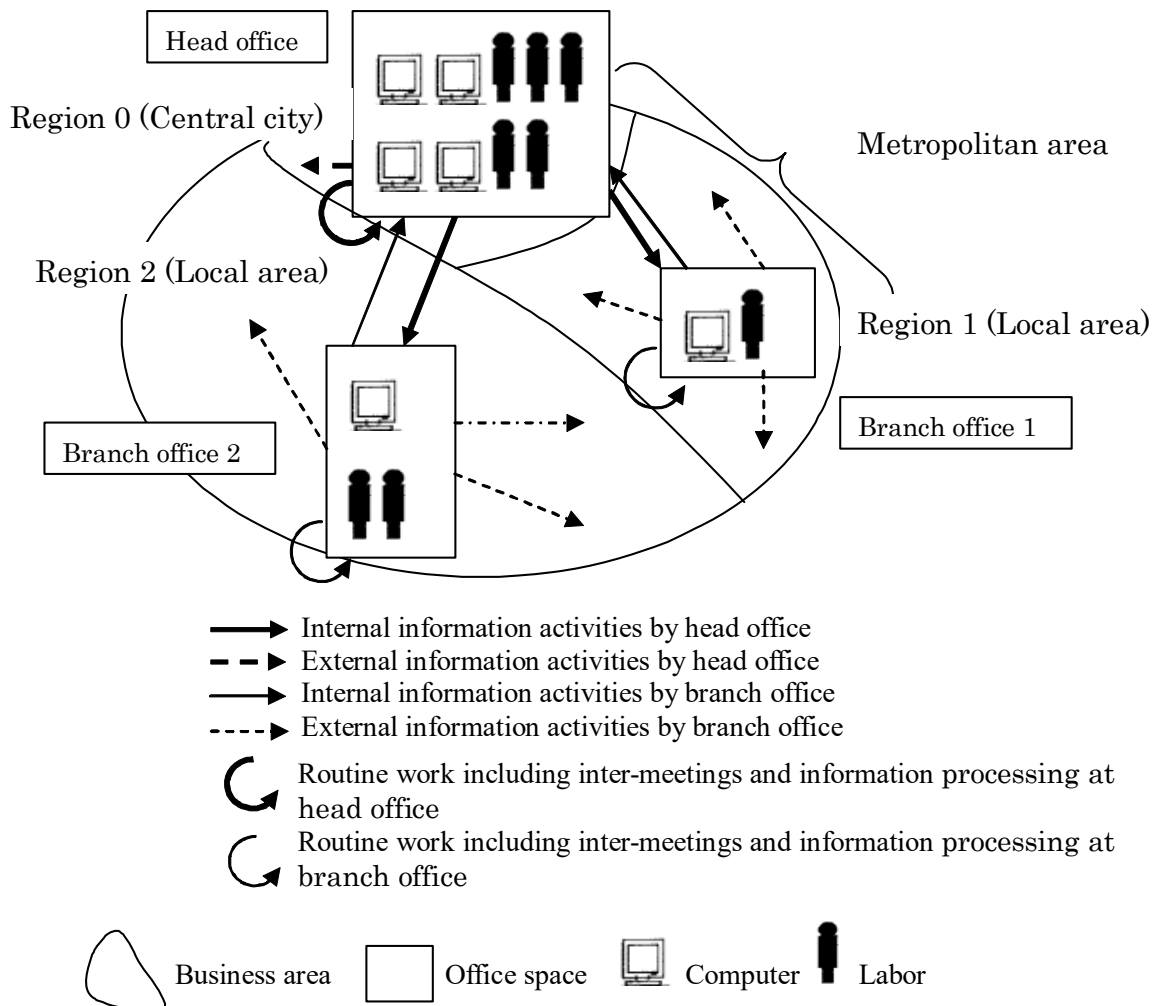 Head office
Region 0 (Central city)
Metropolitan area
Region 2 (Local area)
Region 1 (Local area)
Branch office 1
Branch office 2
Internal information activities by head office
External information activities by head office
Internal information activities by branch office
External information activities by branch office
Routine work including inter-meetings and information processing at
head office
Routine work including inter-meetings and information processing at
branch office
Business area Office space Computer Labor